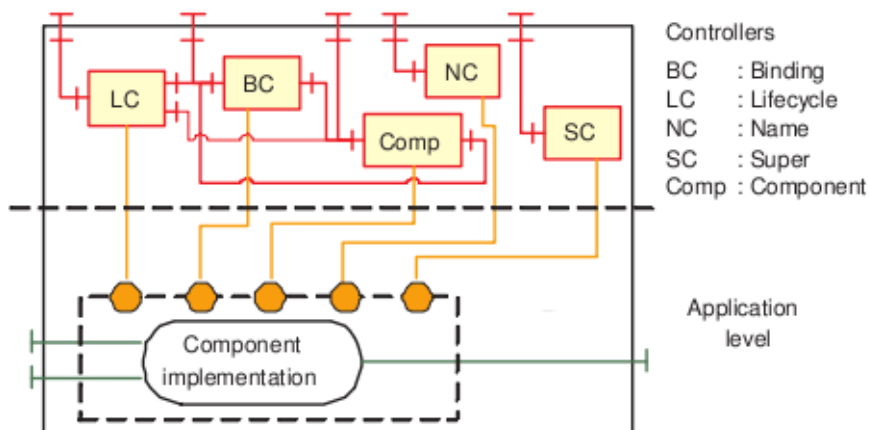 Controllers
BC : Binding
LC : Lifecycle
NC : Name
SC : Super
Comp : Component
LC
BC
NC
Comp
SC
Application
level
Component
implementation